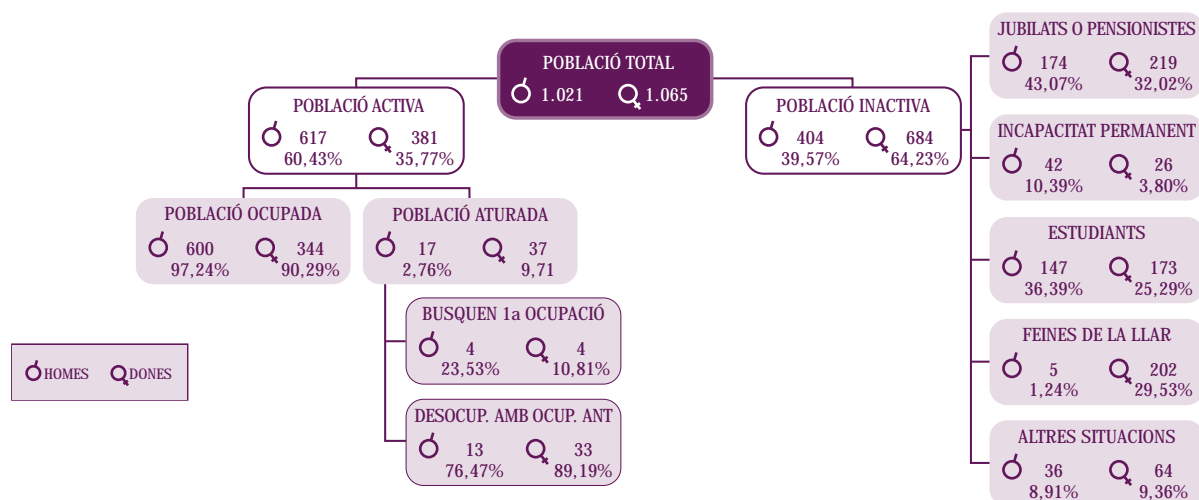 POBLACIÓ TOTAL
1.021 1.065
POBLACIÓ ACTIVA
617 381
60,43% 35,77%
POBLACIÓ INACTIVA
404 684
39,57% 64,23%
POBLACIÓ OCUPADA
600 344
97,24% 90,29%
POBLACIÓ ATURADA
17 37
2,76% 9,71
BUSQUEN 1a OCUPACIÓ
4 4
23,53% 10,81%
DESOCUP. AMB OCUP. ANT
13 33
76,47% 89,19%
JUBILATS O PENSIONISTES
174 219
43,07% 32,02%
INCAPACITAT PERMANENT
42 26
10,39% 3,80%
ESTUDIANTS
147 173
36,39% 25,29%
FEINES DE LA LLAR
5 202
1,24% 29,53%
ALTRES SITUACIONS
36 64
8,91% 9,36%
HOMES DONES